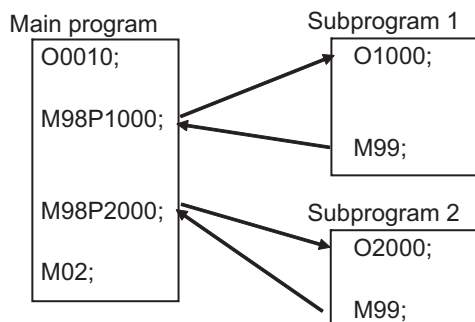 Main program
O0010;
M98P1000;
M98P2000;
M02;
Subprogram 1
O1000;
M99;
Subprogram 2
O2000;
M99;